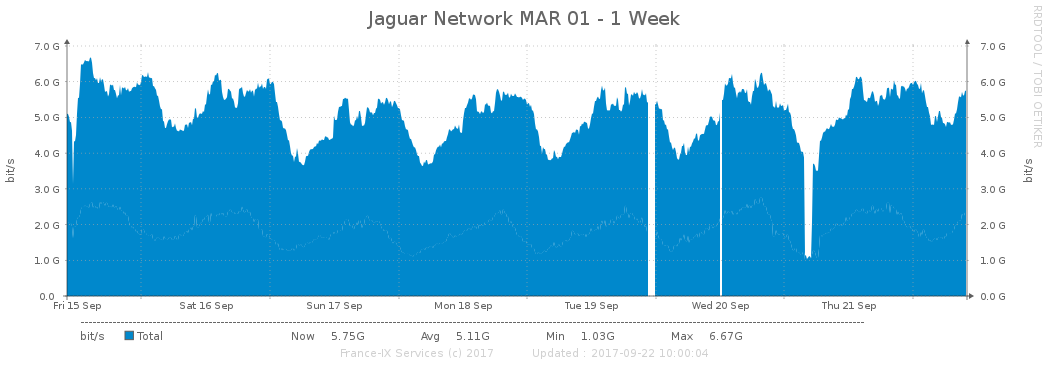 Jaguar Network MAR 01 - 1 Week
RRDTOOL / TOBI OETIKER
7.0 G 7.0 G
6.0 G 6.0 G
5.0 G 5.0 G
4.0 G 4.0 G
bit/s bit/s
3.0 G 3.0 G
2.0 G 2.0 G
1.0 G 1.0 G
0.0 0.0 G
Fri 15 Sep Sat 16 Sep Sun 17 Sep Mon 18 Sep Tue 19 Sep Wed 20 Sep Thu 21 Sep
bit/s Total Now 5.75G Avg 5.11G Min 1.03G Max 6.67G
France-IX Services (c) 2017 Updated : 2017-09-22 10:00:04